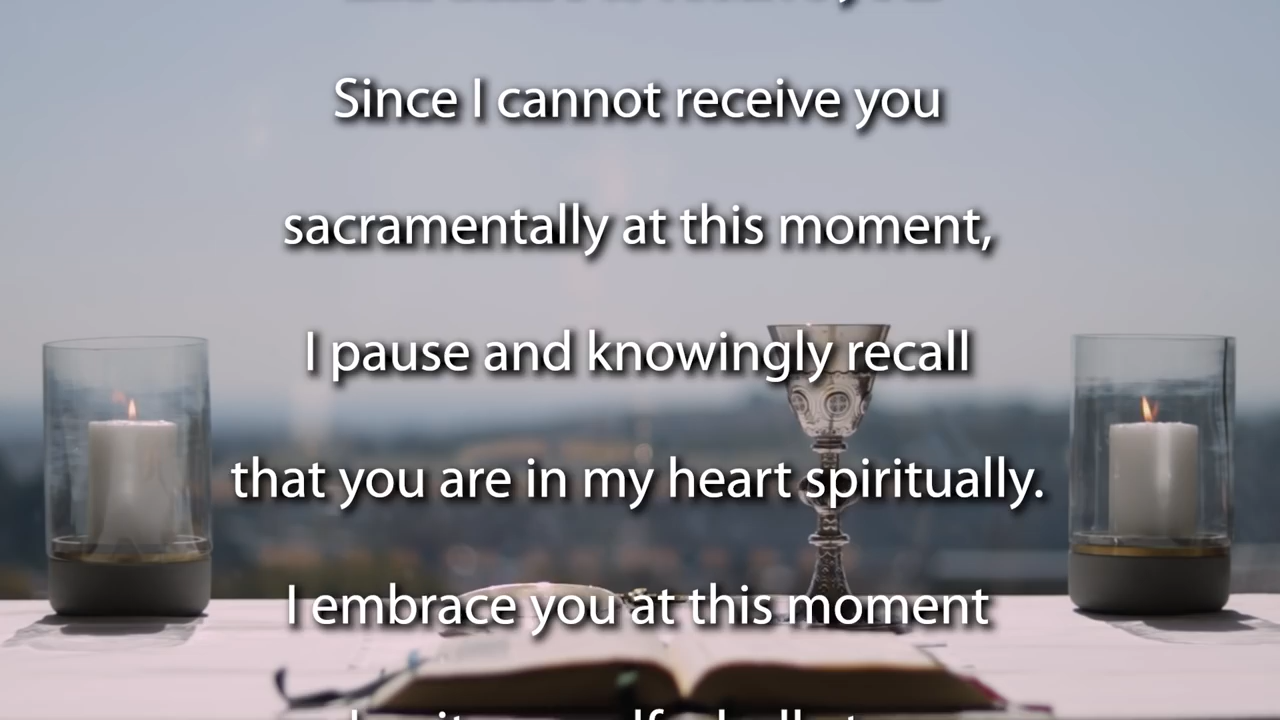 Since I cannot receive you
sacramentally at this moment,
I pause and knowingly recall
that you are in my heart spiritually.
I embrace you at this moment